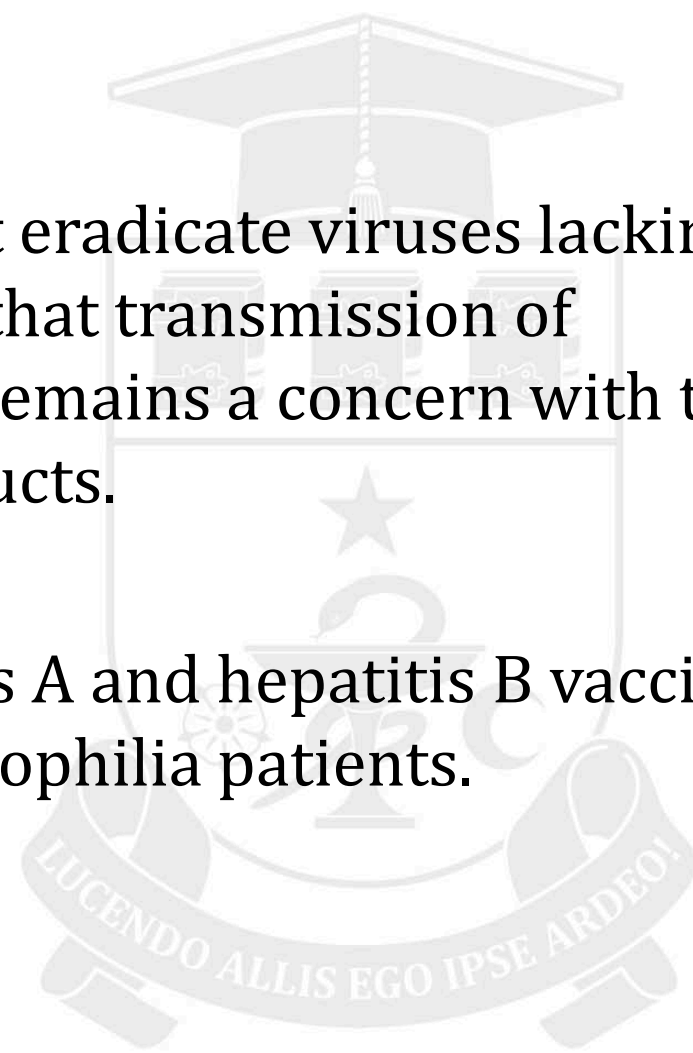 t eradicate viruses lackin
that transmission of
emains a concern with t
ucts.
s A and hepatitis B vacci
ophilia patients.
LUCENDO ALLIS EGO IPSE ARDEO!